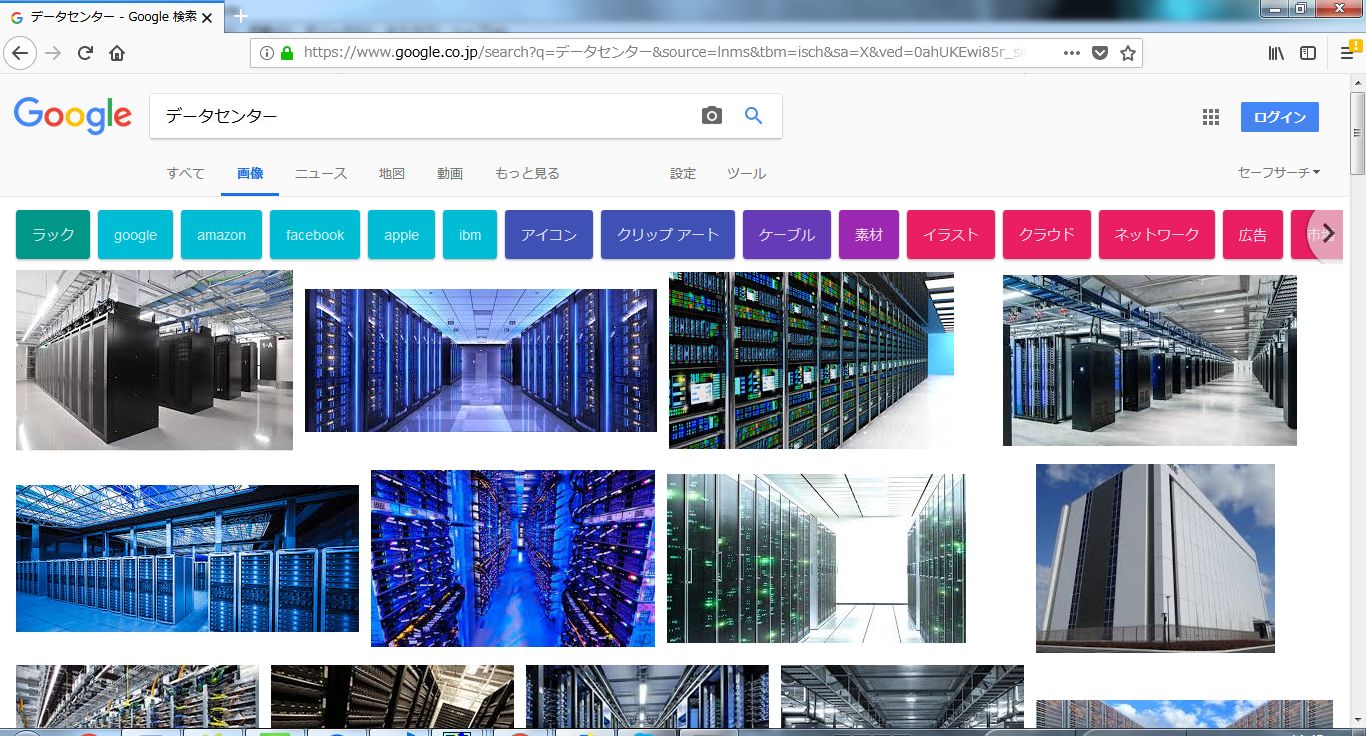 データセンター - Google 検索
https://www.google.co.jp/search?q=データセンター&source=lnms&tbm=isch&sa=X&ved=0ahUKEwi85r_s
Google
データセンター
ログイン
すべて 画像 ニュース 地図 動画 もっと見る 設定 ツール セーフサーチ
ラック google amazon facebook apple ibm アイコン クリップ アート ケーブル 素材 イラスト クラウド ネットワーク 広告